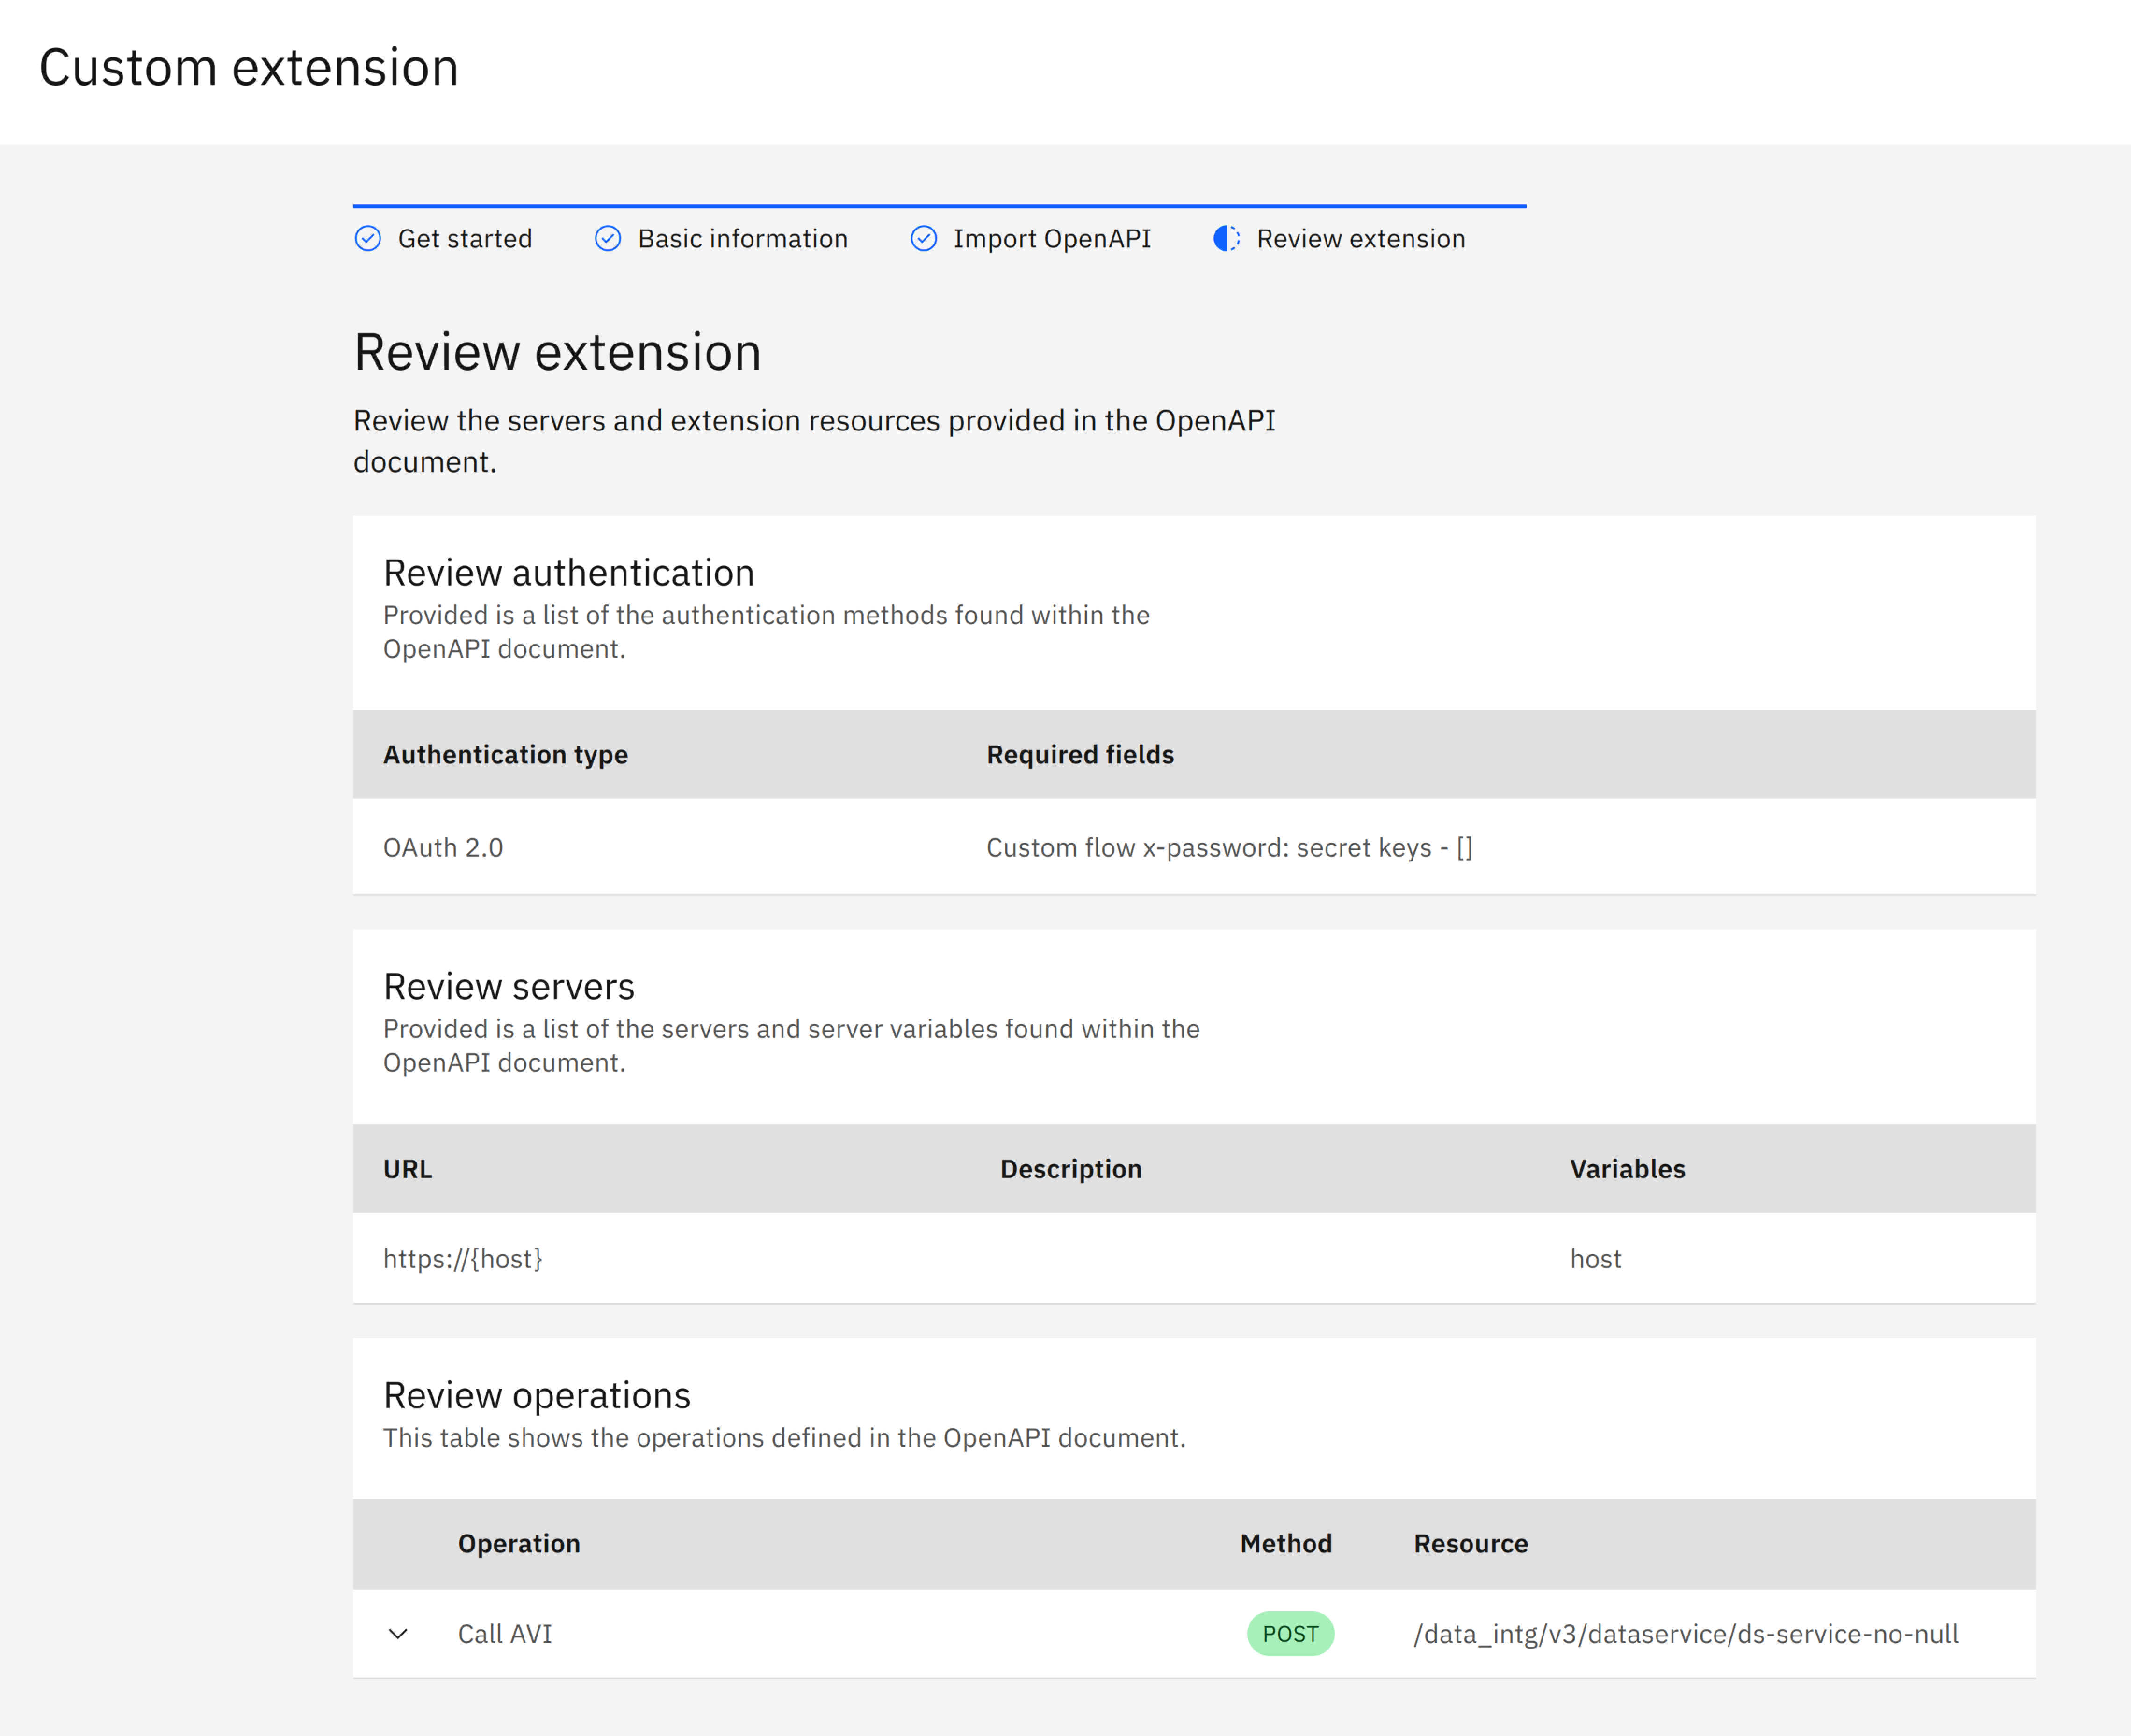 Custom extension
Get started
Basic information
Import OpenAPI
Review extension
Review extension
Review the servers and extension resources provided in the OpenAPI
document.
Review authentication
Provided is a list of the authentication methods found within the
OpenAPI document.
Authentication type
Required fields
OAuth 2.0
Custom flow x-password: secret keys - []
Review servers
Provided is a list of the servers and server variables found within the
OpenAPI document.
URL
Description
Variables
https://{host}
host
Review operations
This table shows the operations defined in the OpenAPI document.
Operation
Method
Resource
Call AVI
POST
/data_intg/v3/dataservice/ds-service-no-null